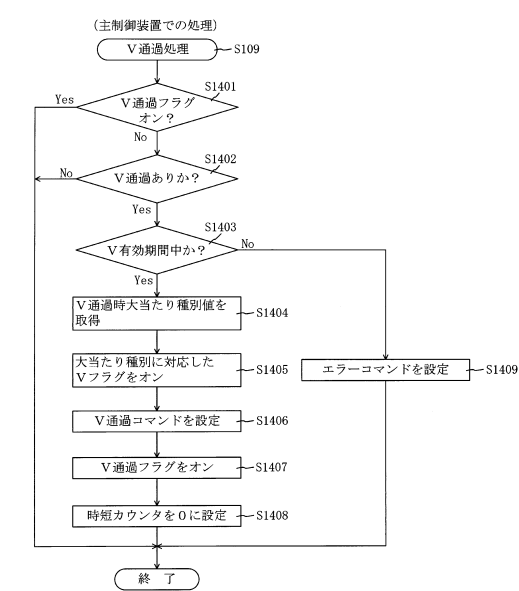 (主制御装置での処理)
V通過処理
S109
S1401
Yes
V通過フラグ
オン?
No
S1402
No
V通過ありか?
Yes
S1403
V有効期間中か?
No
Yes
V通過時大当たり種別値を
取得
S1404
大当たり種別に対応した
Vフラグをオン
S1405
エラーコマンドを設定
S1409
V通過コマンドを設定
S1406
V通過フラグをオン
S1407
時短カウンタを0に設定
S1408
終 了